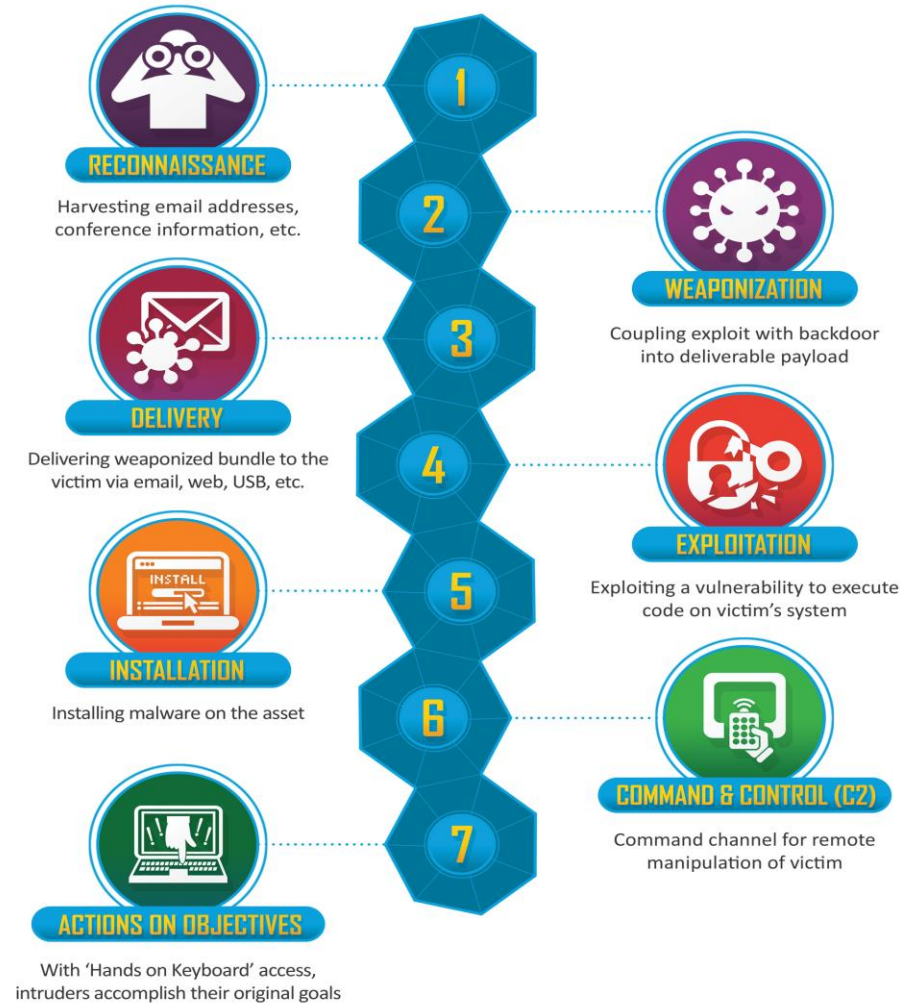 1
RECONNAISSANCE
Harvesting email addresses,
conference information, etc.
2
WEAPONIZATION
Coupling exploit with backdoor
into deliverable payload
3
DELIVERY
Delivering weaponized bundle to the
victim via email, web, USB, etc.
4
EXPLOITATION
Exploiting a vulnerability to execute
code on victim’s system
5
INSTALL
INSTALLATION
Installing malware on the asset
6
COMMAND & CONTROL (C2)
Command channel for remote
manipulation of victim
7
ACTIONS ON OBJECTIVES
With ‘Hands on Keyboard’ access,
intruders accomplish their original goals